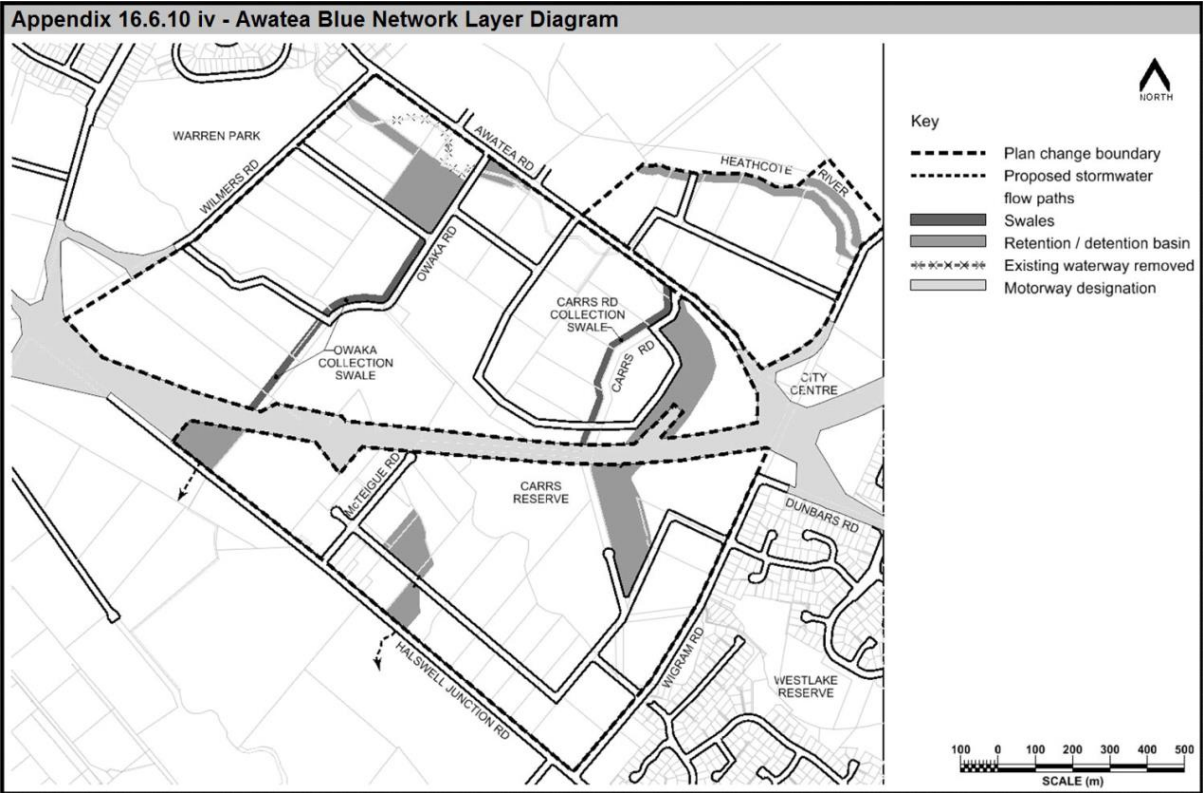 Appendix 16.6.10 iv - Awatea Blue Network Layer Diagram
WARREN PARK
WILMERS RD
AWATEA RD
HEATHCOTE
RIVER
OWAKA RD
OWAKA
COLLECTION
SWALE
CARRS RD
COLLECTION
SWALE
CARRS RD
CITY
CENTRE
McTEIGUE RD
CARRS
RESERVE
DUNBARS RD
HALSWELL JUNCTION RD
WIGRAM RD
WESTLAKE
RESERVE
NORTH
Key
Plan change boundary
Proposed stormwater
flow paths
Swales
Retention / detention basin
Existing waterway removed
Motorway designation
100 0 100 200 300 400 500
SCALE (m)